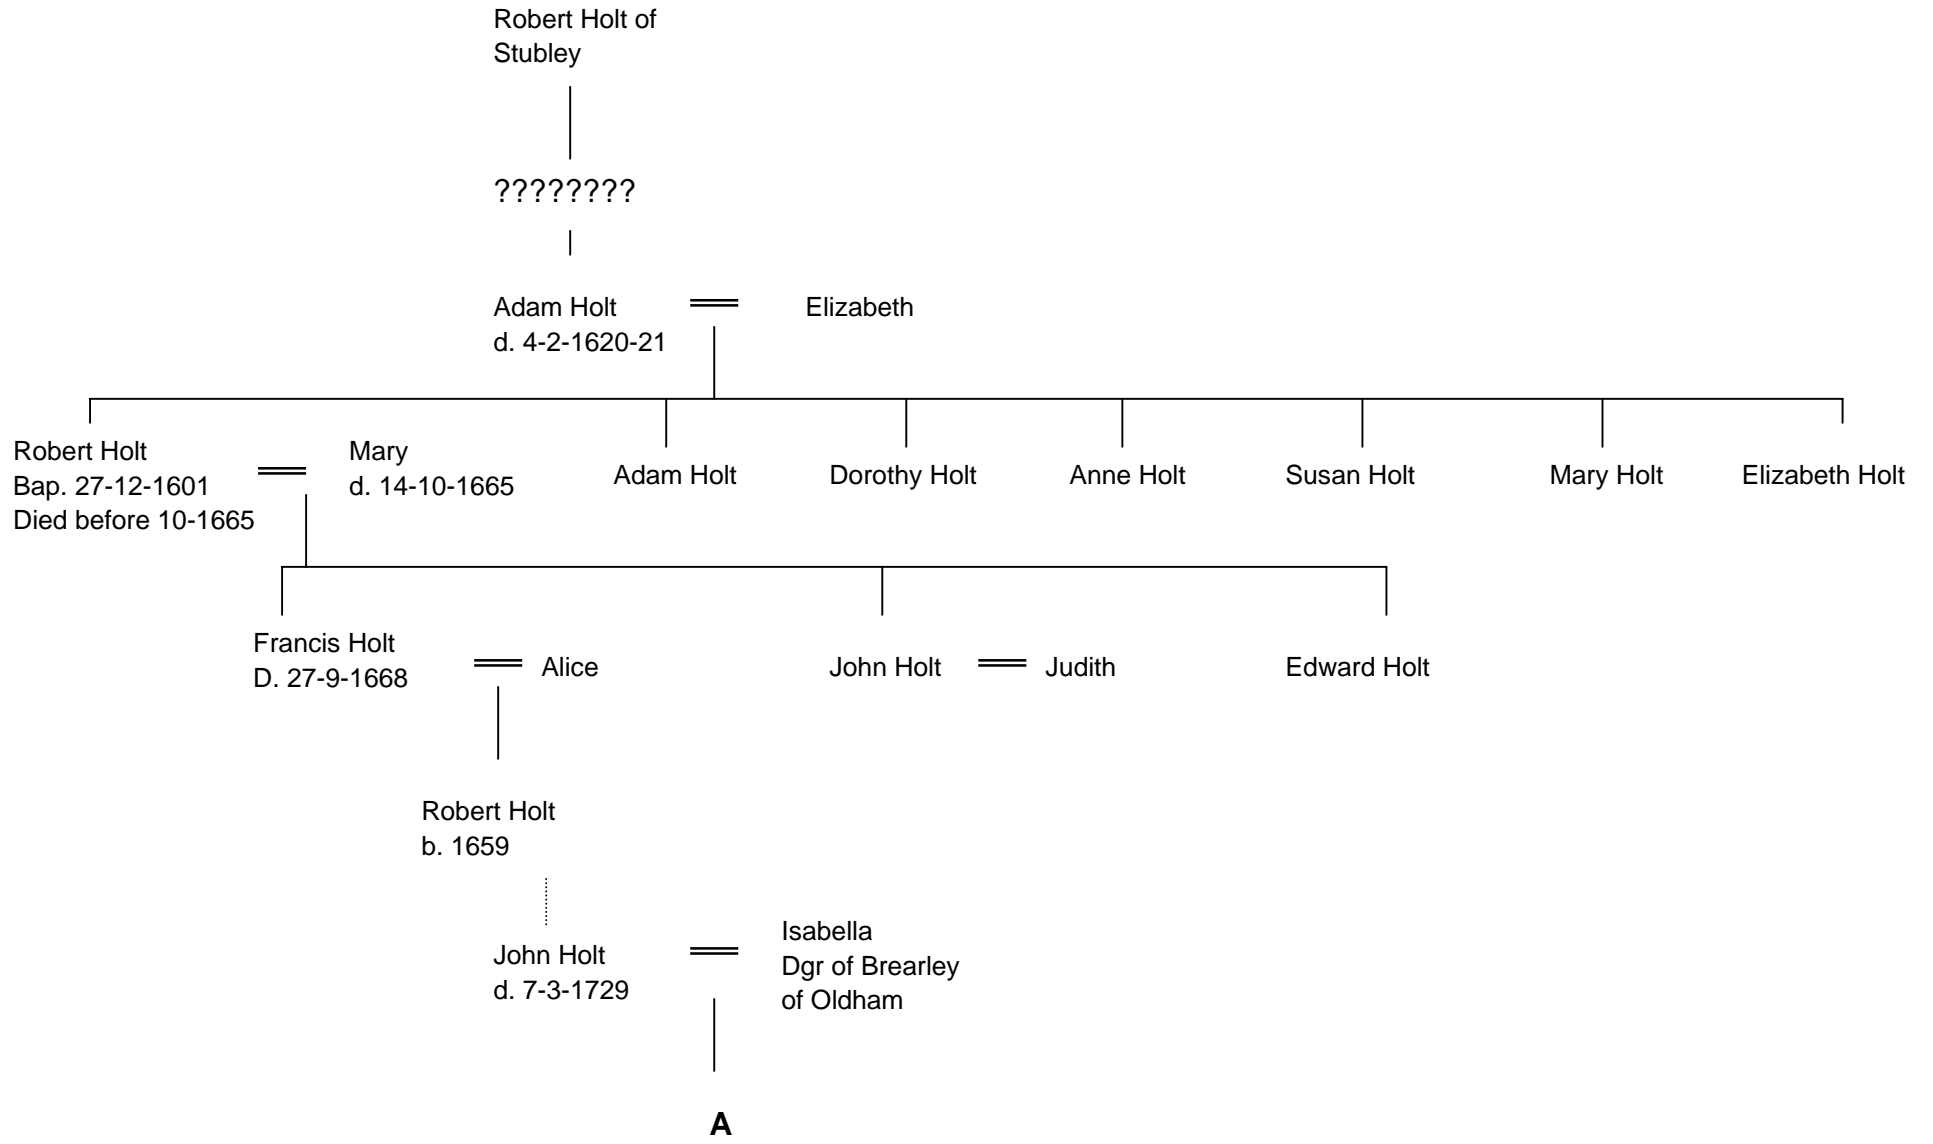 Robert Holt of
Stubley
????????
Adam Holt
d. 4-2-1620-21
Elizabeth
Robert Holt
Bap. 27-12-1601
Died before 10-1665
Mary
d. 14-10-1665
Adam Holt
Dorothy Holt
Anne Holt
Susan Holt
Mary Holt
Elizabeth Holt
Francis Holt
D. 27-9-1668
Alice
John Holt
Judith
Edward Holt
Robert Holt
b. 1659
John Holt
d. 7-3-1729
Isabella
Dgr of Brearley
of Oldham
A